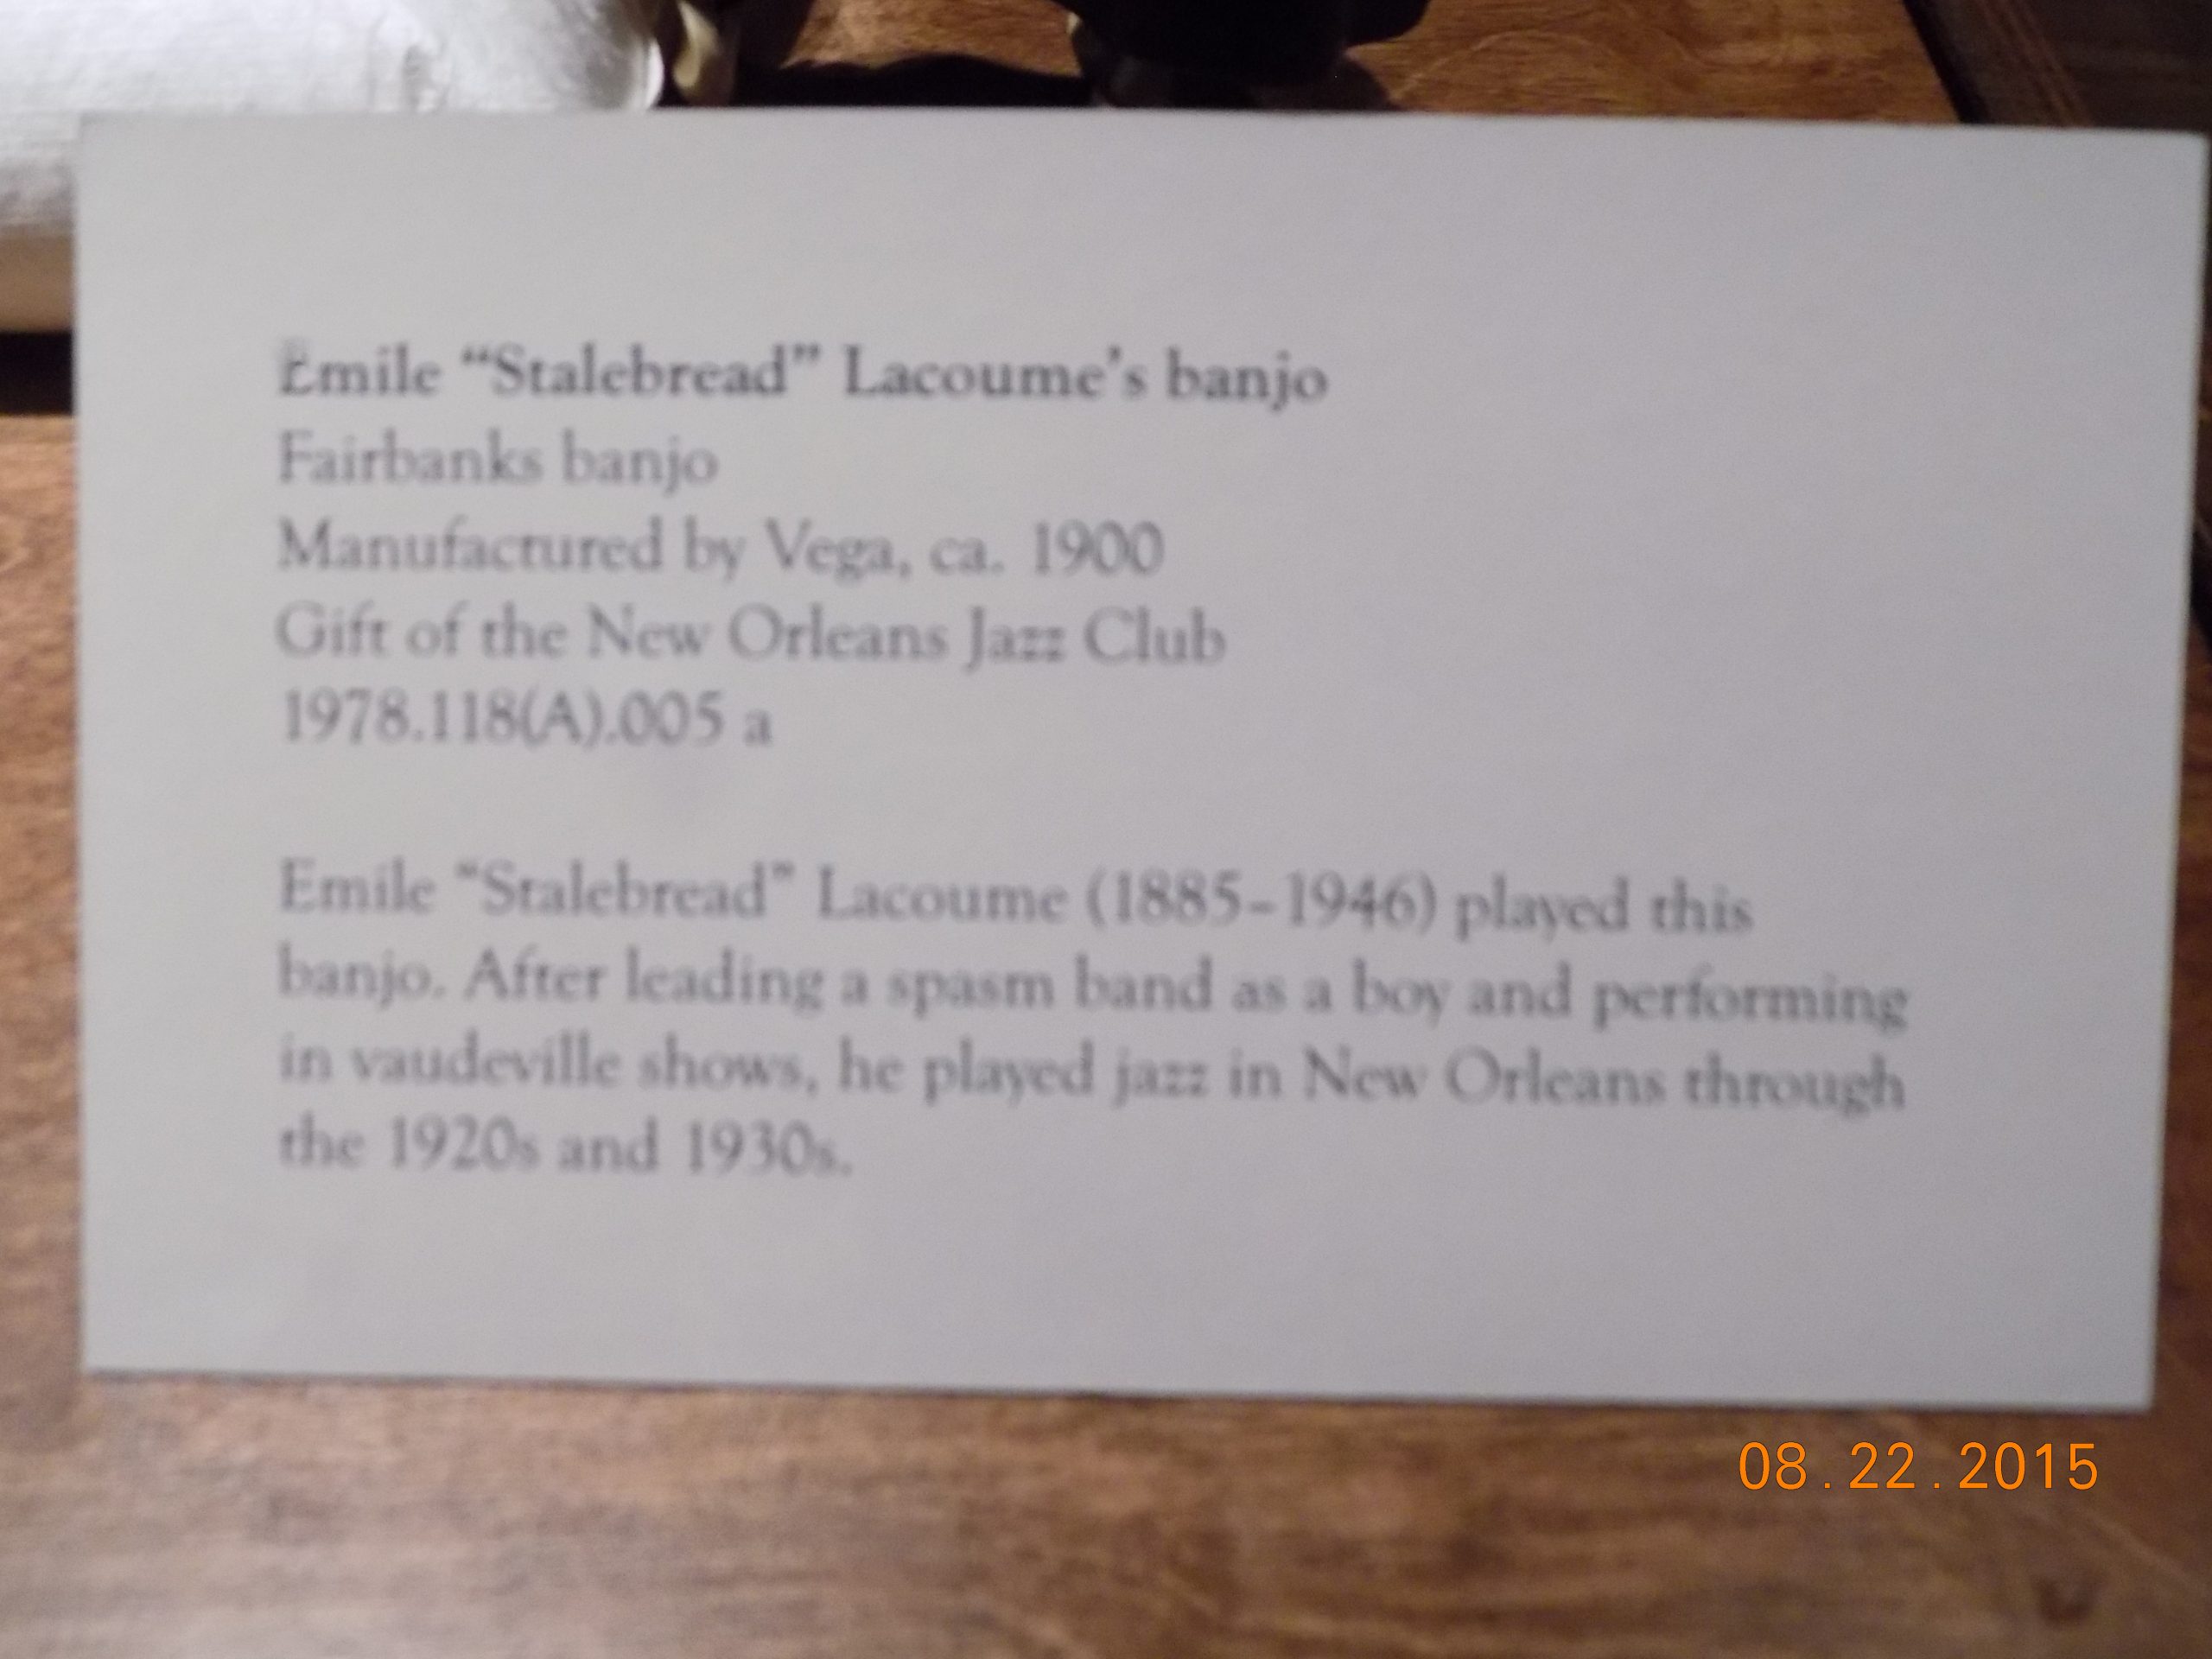 Emile “Stalebread” Lacoume’s banjo
Fairbanks banjo
Manufactured by Vega, ca. 1900
Gift of the New Orleans Jazz Club
1978.118(A).005 a
Emile “Stalebread” Lacoume (1885–1946) played this
banjo. After leading a spasm band as a boy and performing
in vaudeville shows, he played jazz in New Orleans through
the 1920s and 1930s.
08.22.2015